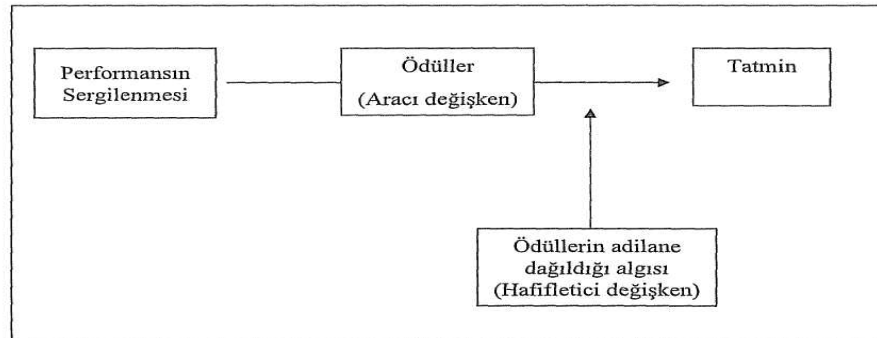 Performansın
Sergilenmesi
Ödüller
(Aracı değişken)
Tatmin
Ödüllerin adilane
dağıldığı algısı
(Hafifletici değişken)